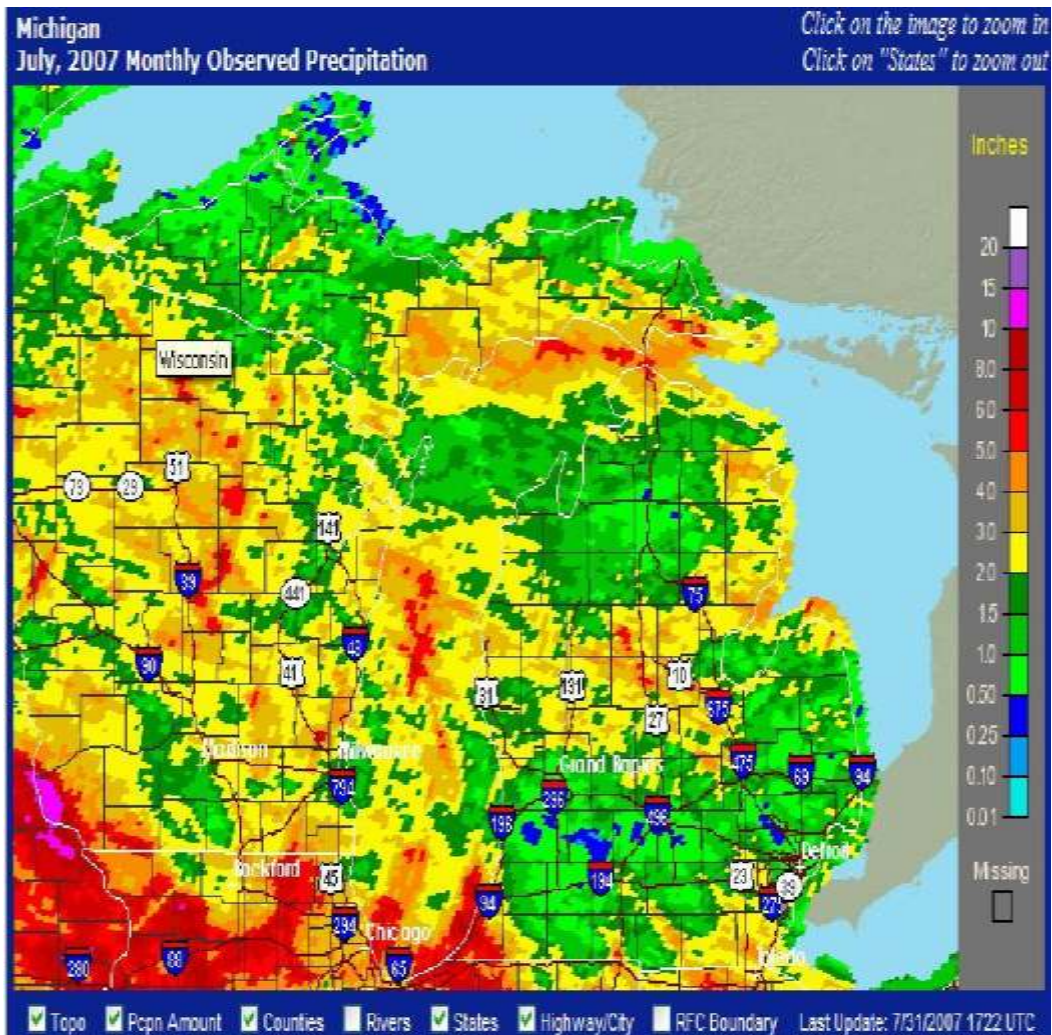 Michigan
July, 2007 Monthly Observed Precipitation
Click on the image to zoom in
Click on "States" to zoom out
Inches
20
15
10
8.0
6.0
5.0
4.0
3.0
2.0
1.5
1.0
0.50
0.25
0.10
0.01
Missing
Wisconsin
51
73
29
141
39
441
75
43
90
41
10
31
131
675
27
Madison
Milwaukee
Grand Rapids
475
69
94
794
296
196
496
Detroit
Rockford
45
194
23
39
94
275
294
Chicago
Toledo
280
88
65
Topo
Pcpn Amount
Counties
Rivers
States
Highway/City
RFC Boundary
Last Update: 7/31/2007 1722 UTC